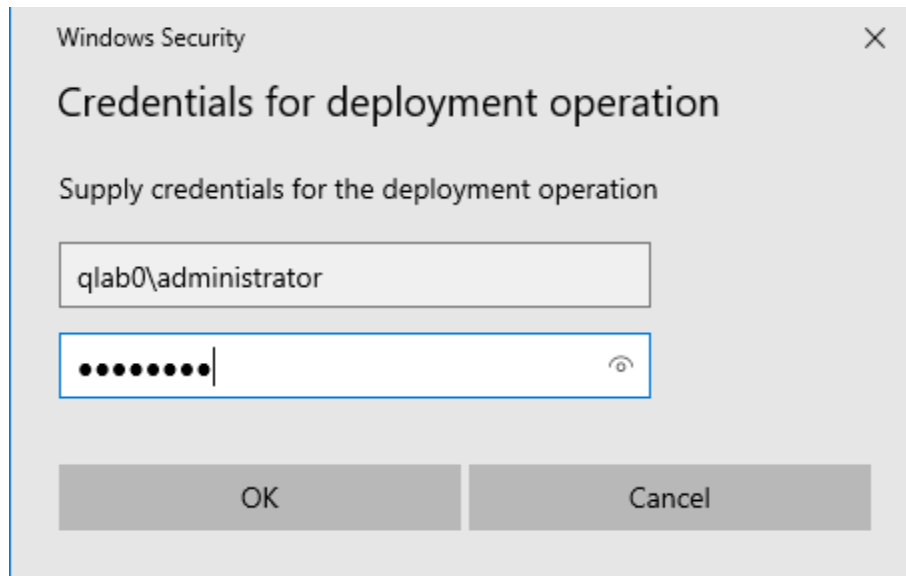 Windows Security
Credentials for deployment operation
Supply credentials for the deployment operation
qlab0\administrator
●●●●●●●●
OK
Cancel